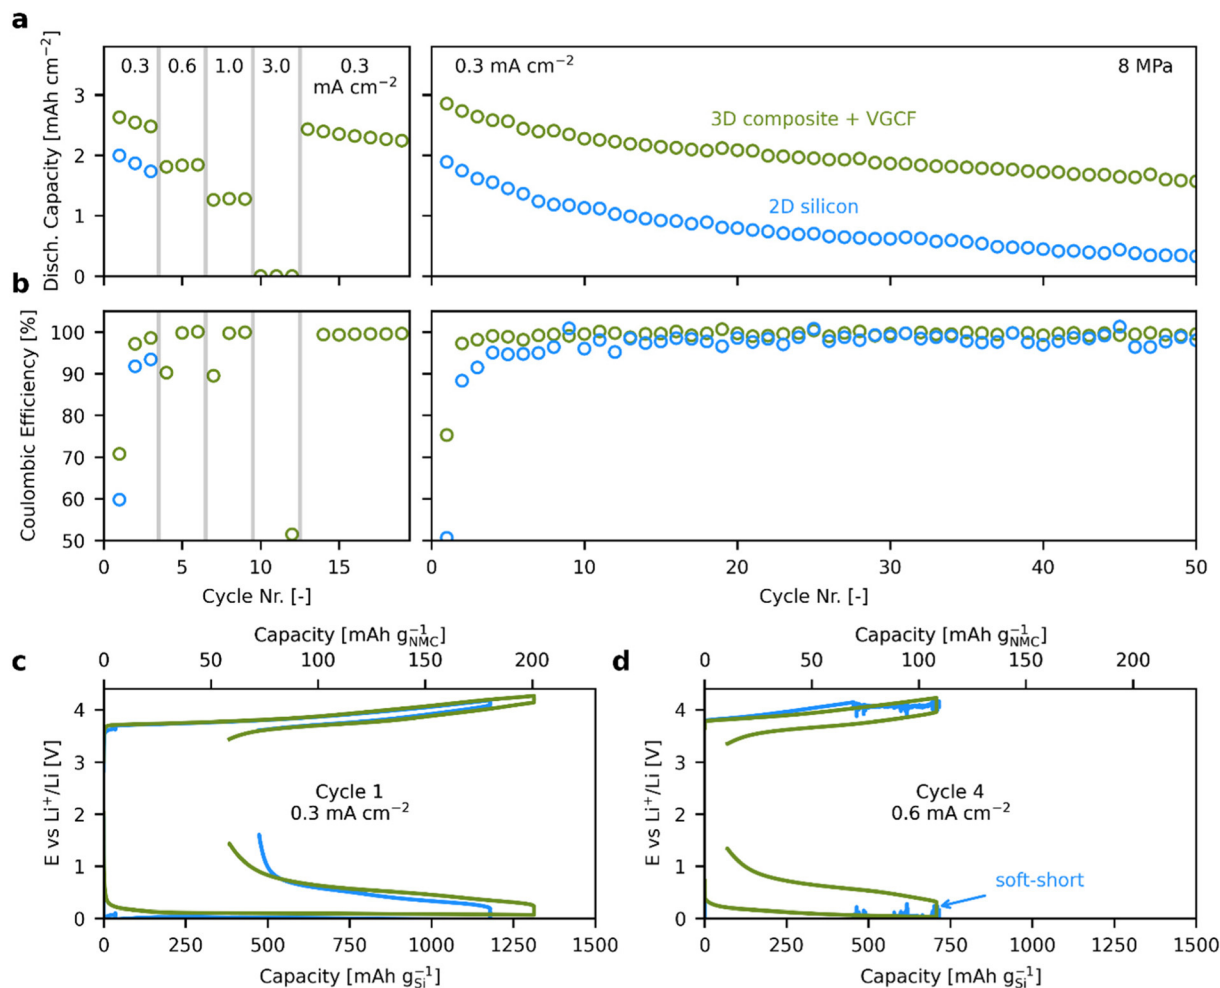 a
Disch. Capacity [mAh cm⁻²]
0.3 0.6 1.0 3.0 0.3
mA cm⁻²
3
2
1
0
0.3 mA cm⁻² 8 MPa
3D composite + VGCF
2D silicon
b
Coulombic Efficiency [%]
100
90
80
70
60
50
0 5 10 15
Cycle Nr. [-]
0 10 20 30 40 50
Cycle Nr. [-]
c
Capacity [mAh g⁻¹NMC]
0 50 100 150 200
E vs Li⁺/Li [V]
4
3
2
1
0
Cycle 1
0.3 mA cm⁻²
0 250 500 750 1000 1250 1500
Capacity [mAh g⁻¹Si]
d
Capacity [mAh g⁻¹NMC]
0 50 100 150 200
E vs Li⁺/Li [V]
4
3
2
1
0
Cycle 4
0.6 mA cm⁻²
soft-short
0 250 500 750 1000 1250 1500
Capacity [mAh g⁻¹Si]